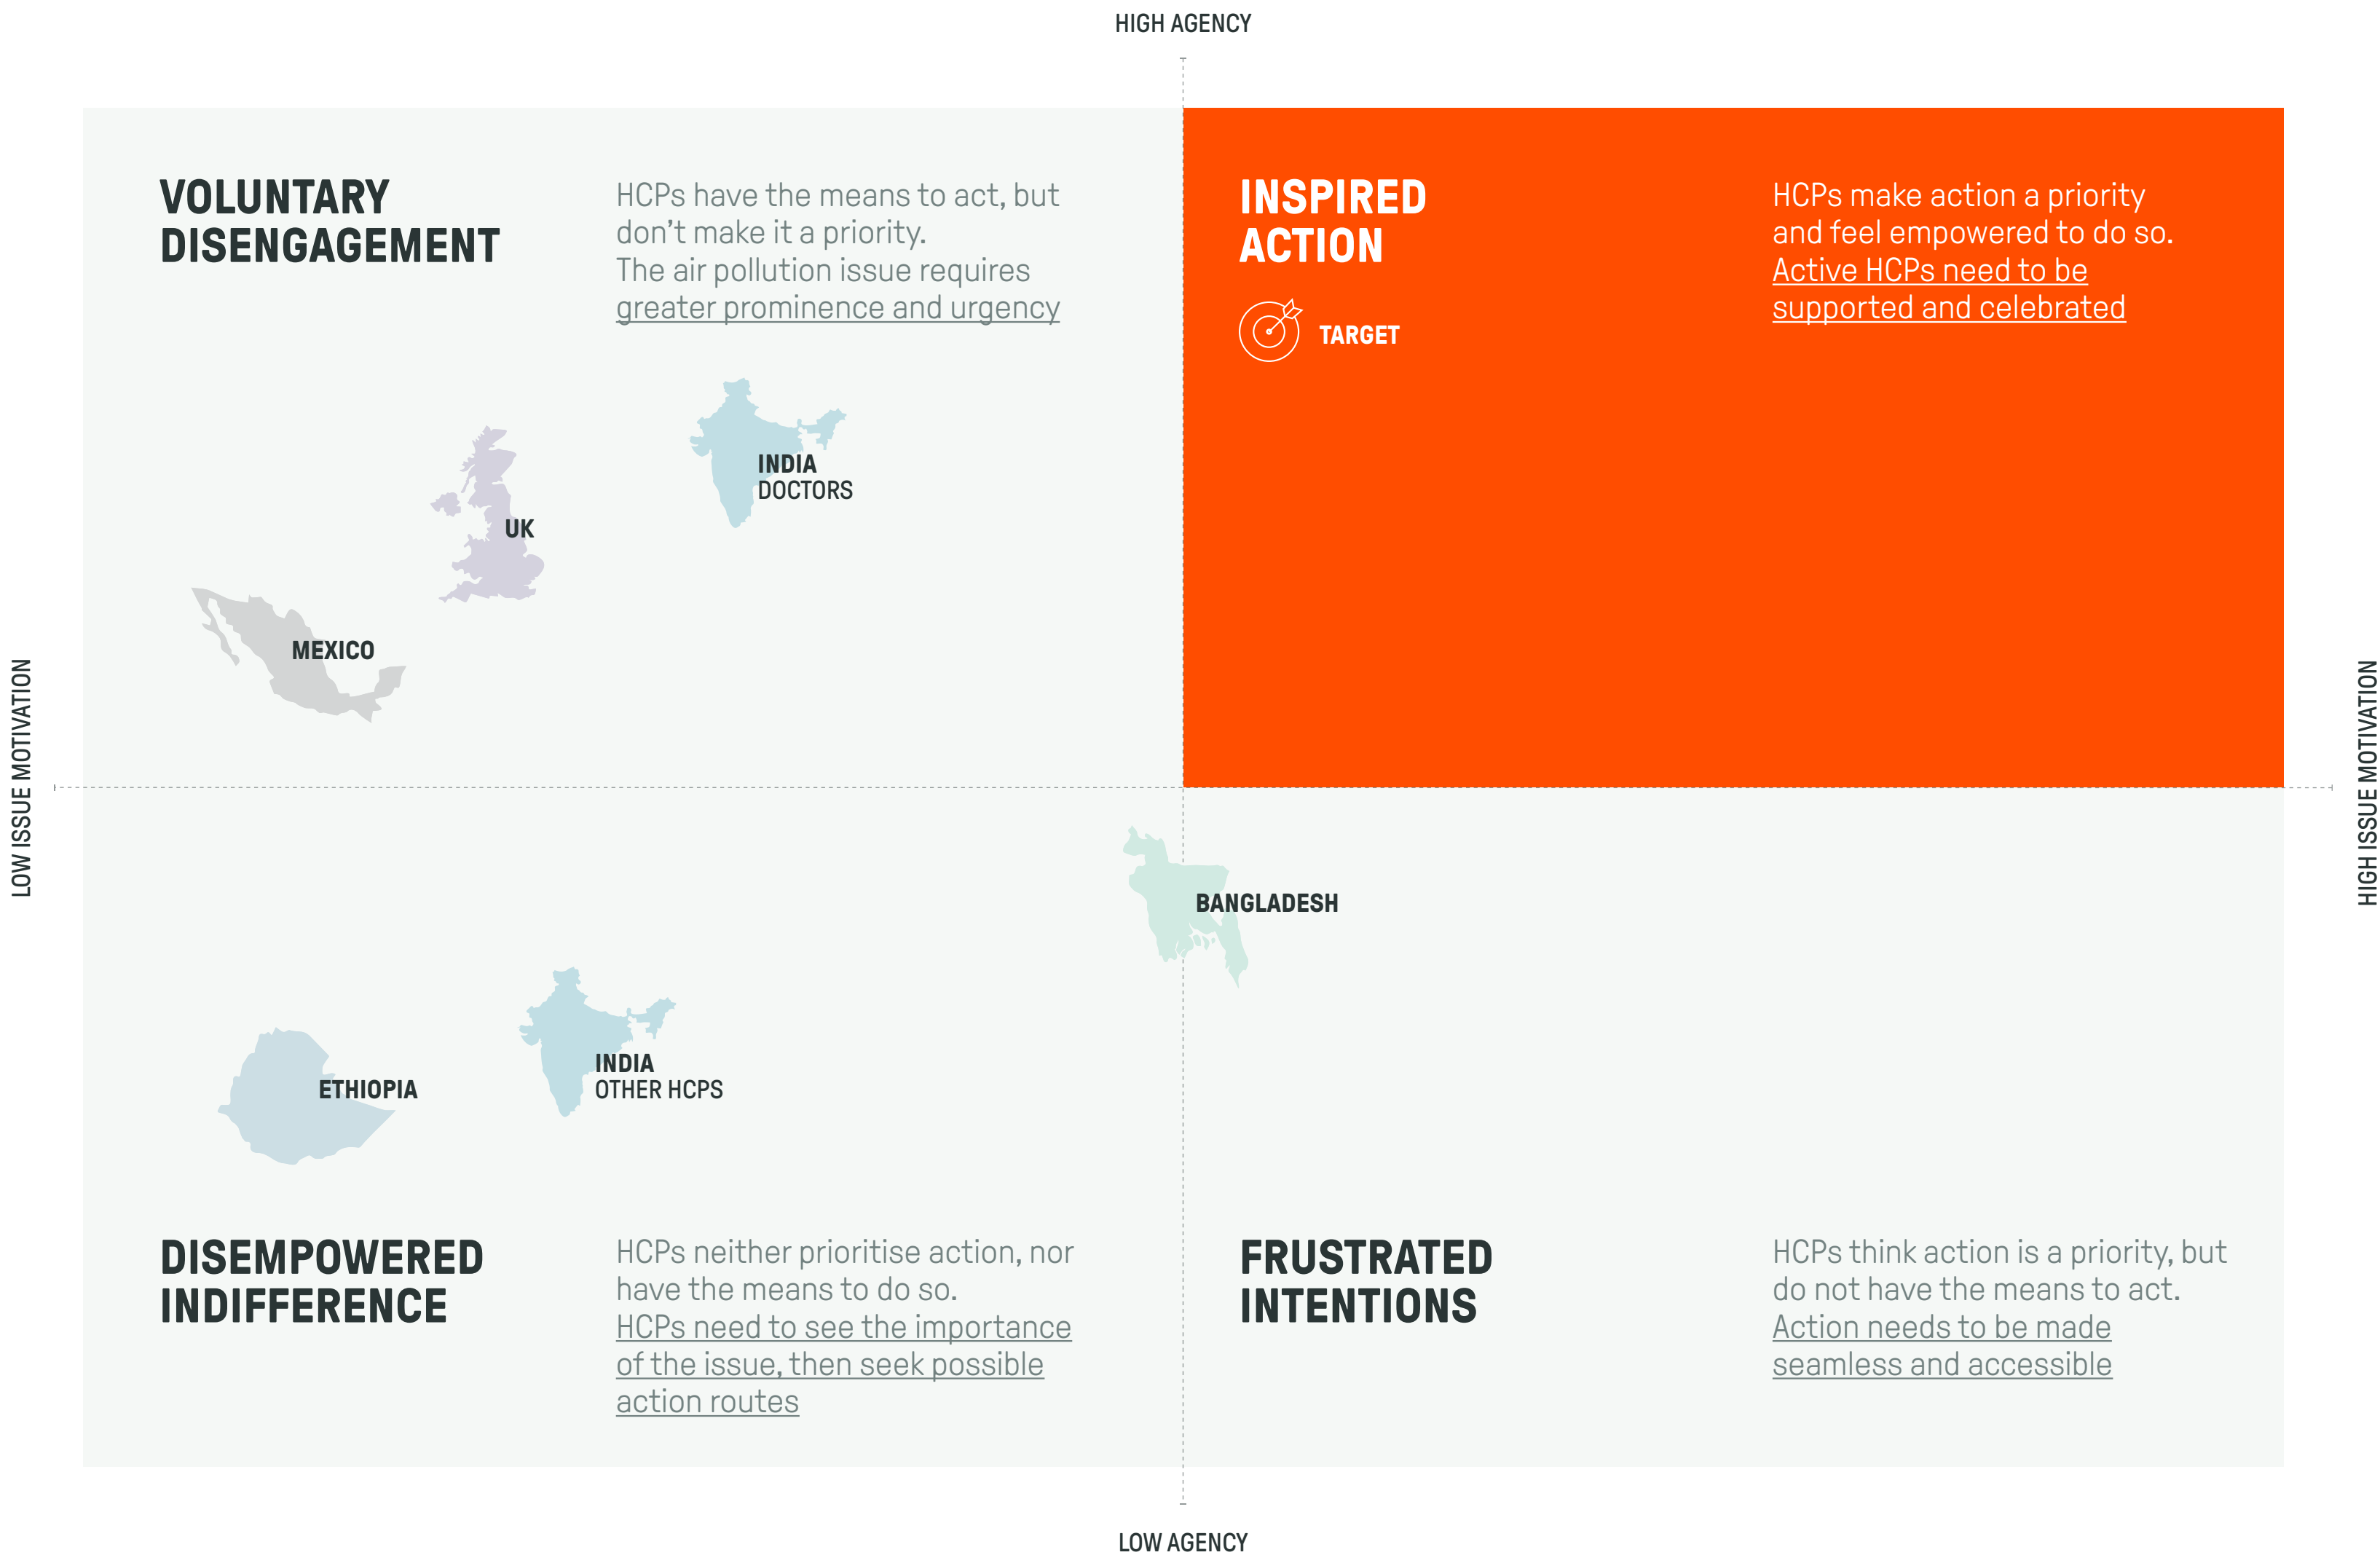 HIGH AGENCY
VOLUNTARY
DISENGAGEMENT
HCPs have the means to act, but
don’t make it a priority.
The air pollution issue requires
greater prominence and urgency
INSPIRED
ACTION
TARGET
HCPs make action a priority
and feel empowered to do so.
Active HCPs need to be
supported and celebrated
INDIA
DOCTORS
UK
MEXICO
LOW ISSUE MOTIVATION
HIGH ISSUE MOTIVATION
BANGLADESH
INDIA
OTHER HCPS
ETHIOPIA
DISEMPOWERED
INDIFFERENCE
HCPs neither prioritise action, nor
have the means to do so.
HCPs need to see the importance
of the issue, then seek possible
action routes
FRUSTRATED
INTENTIONS
HCPs think action is a priority, but
do not have the means to act.
Action needs to be made
seamless and accessible
LOW AGENCY